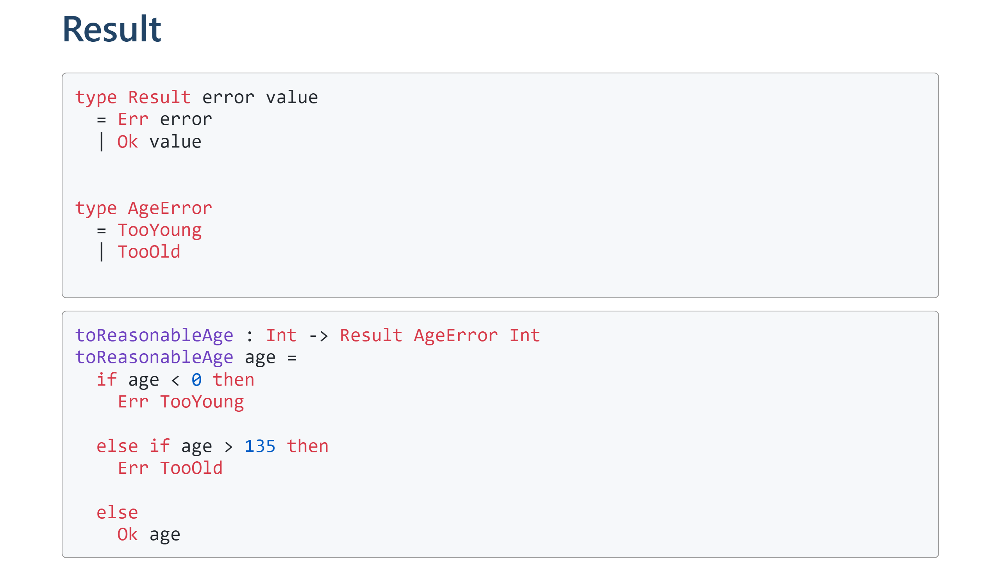 Result
type Result error value
  = Err error
  | Ok value
type AgeError
  = TooYoung
  | TooOld
toReasonableAge : Int -> Result AgeError Int
toReasonableAge age =
  if age < 0 then
    Err TooYoung
  else if age > 135 then
    Err TooOld
  else
    Ok age